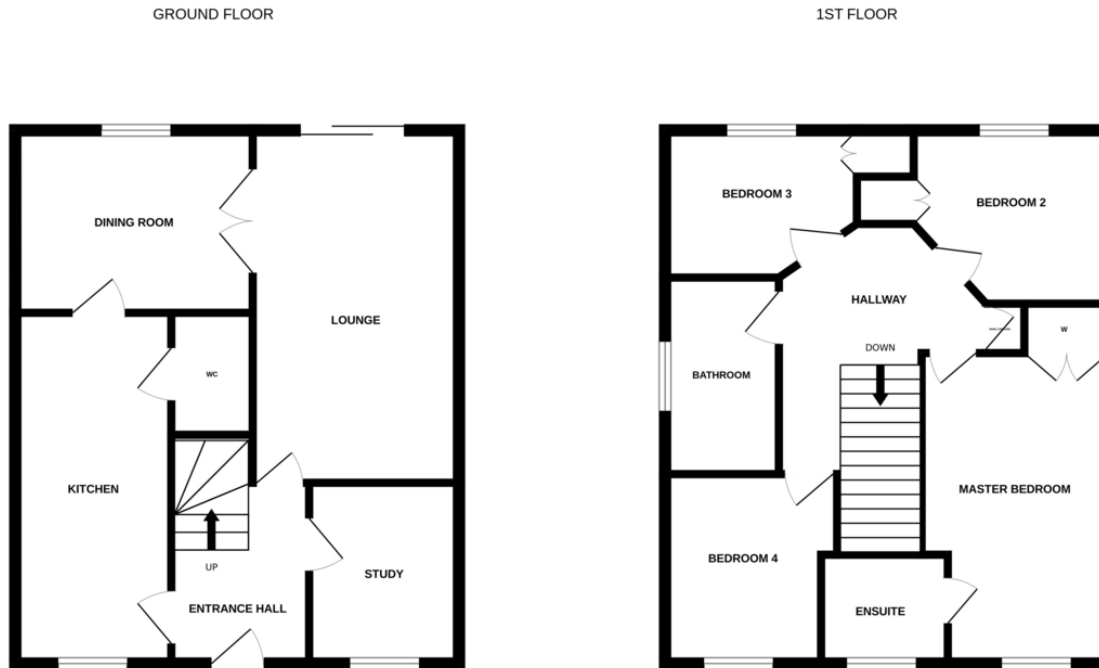 GROUND FLOOR
1ST FLOOR
DINING ROOM
LOUNGE
WC
KITCHEN
UP
ENTRANCE HALL
STUDY
BEDROOM 3
BEDROOM 2
HALLWAY
W
DOWN
BATHROOM
MASTER BEDROOM
BEDROOM 4
ENSUITE